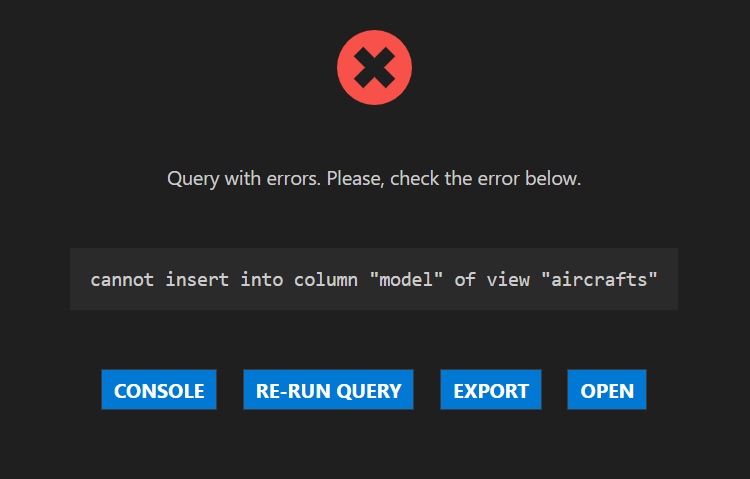 Query with errors. Please, check the error below.
cannot insert into column "model" of view "aircrafts"
CONSOLE RE-RUN QUERY EXPORT OPEN